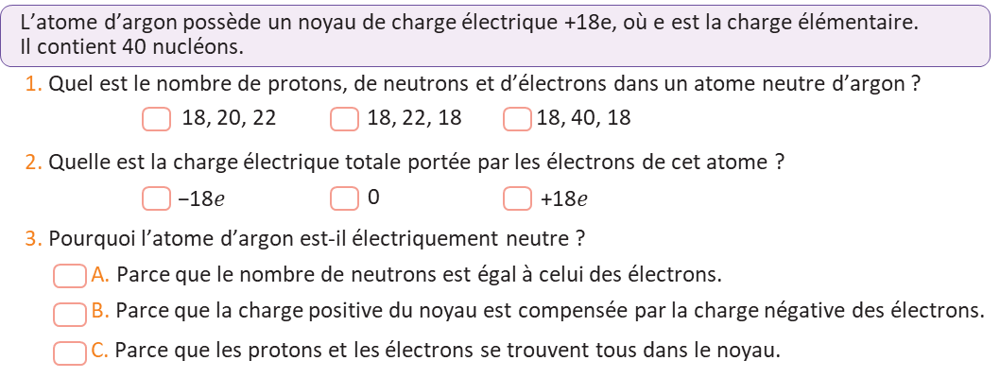 L’atome d’argon possède un noyau de charge électrique +18e, où e est la charge élémentaire.
Il contient 40 nucléons.
1. Quel est le nombre de protons, de neutrons et d’électrons dans un atome neutre d’argon ?
18, 20, 22 18, 22, 18 18, 40, 18
2. Quelle est la charge électrique totale portée par les électrons de cet atome ?
−18e 0 +18e
3. Pourquoi l’atome d’argon est-il électriquement neutre ?
A. Parce que le nombre de neutrons est égal à celui des électrons.
B. Parce que la charge positive du noyau est compensée par la charge négative des électrons.
C. Parce que les protons et les électrons se trouvent tous dans le noyau.